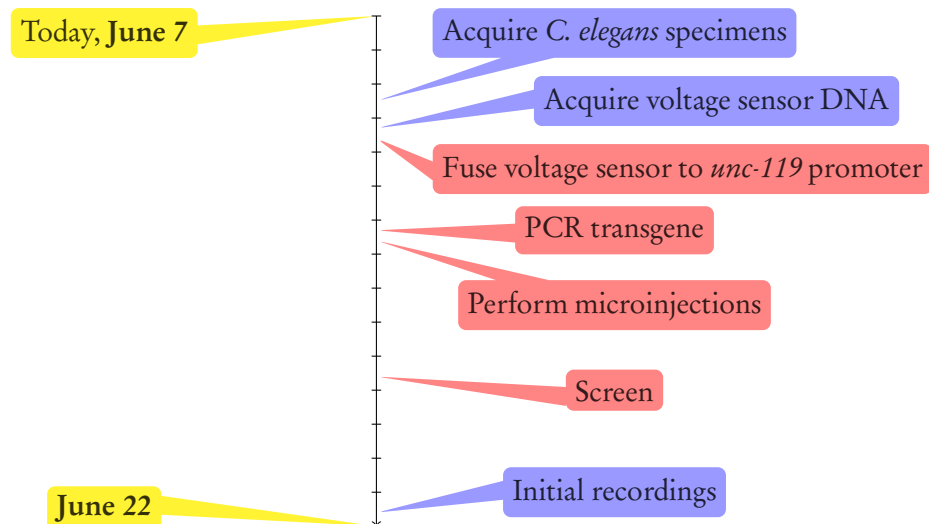 Today, June 7
Acquire C. elegans specimens
Acquire voltage sensor DNA
Fuse voltage sensor to unc-119 promoter
PCR transgene
Perform microinjections
Screen
Initial recordings
June 22